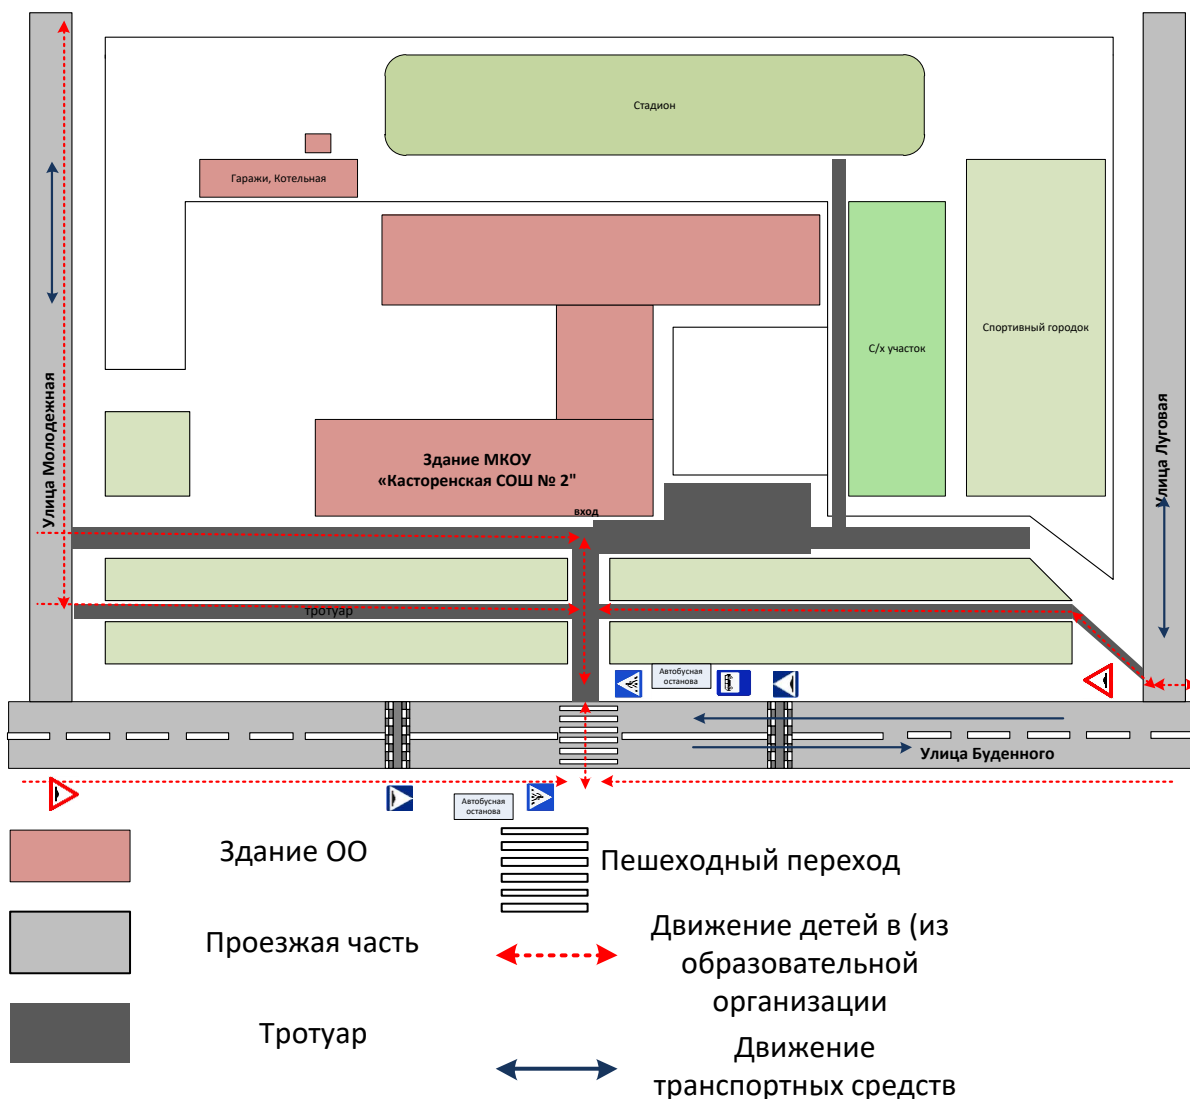 Стадион
Гаражи, Котельная
Спортивный городок
С/х участок
Улица Молодежная
Улица Луговая
Здание МКОУ
«Касторенская СОШ № 2"
вход
тротуар
Автобусная
останова
Улица Буденного
Автобусная
останова
Здание ОО
Пешеходный переход
Проезжая часть
Движение детей в (из
образовательной
организации
Тротуар
Движение
транспортных средств